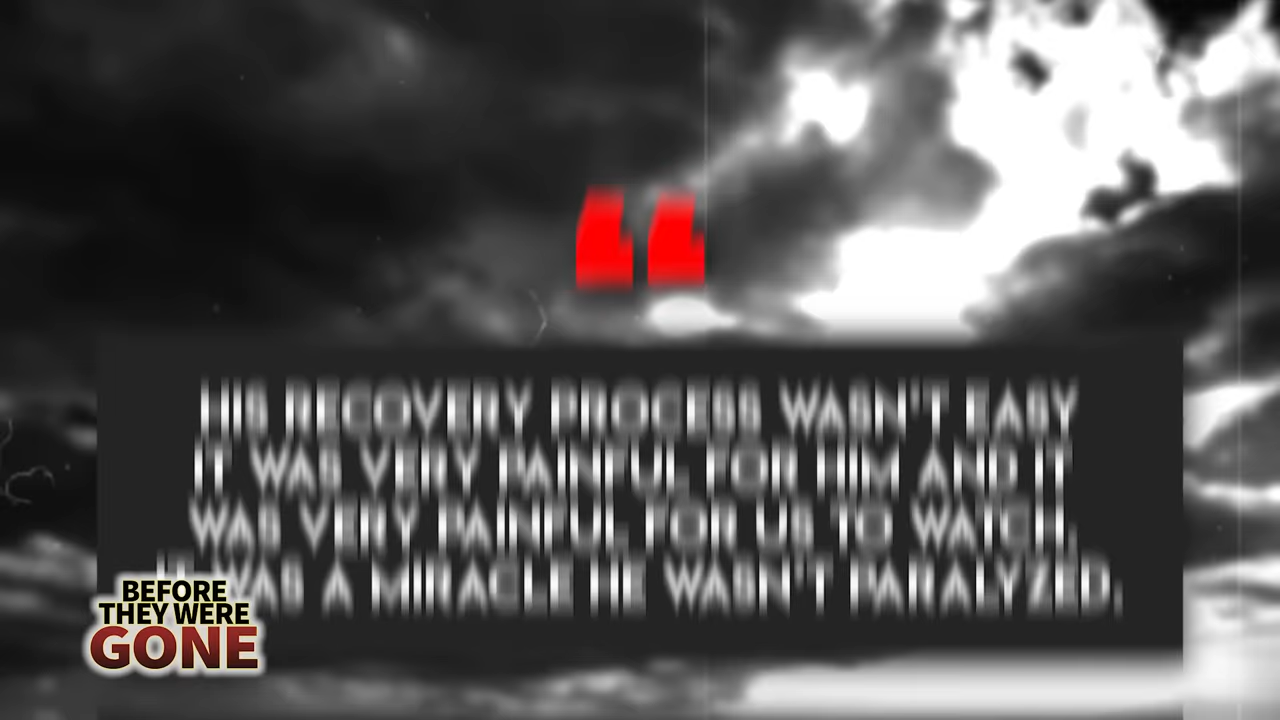 “
HIS RECOVERY PROCESS WASN'T EASY
IT WAS VERY PAINFUL FOR HIM AND IT
WAS VERY PAINFUL FOR US TO WATCH.
IT WAS A MIRACLE HE WASN'T PARALYZED.
BEFORE
THEY WERE
GONE